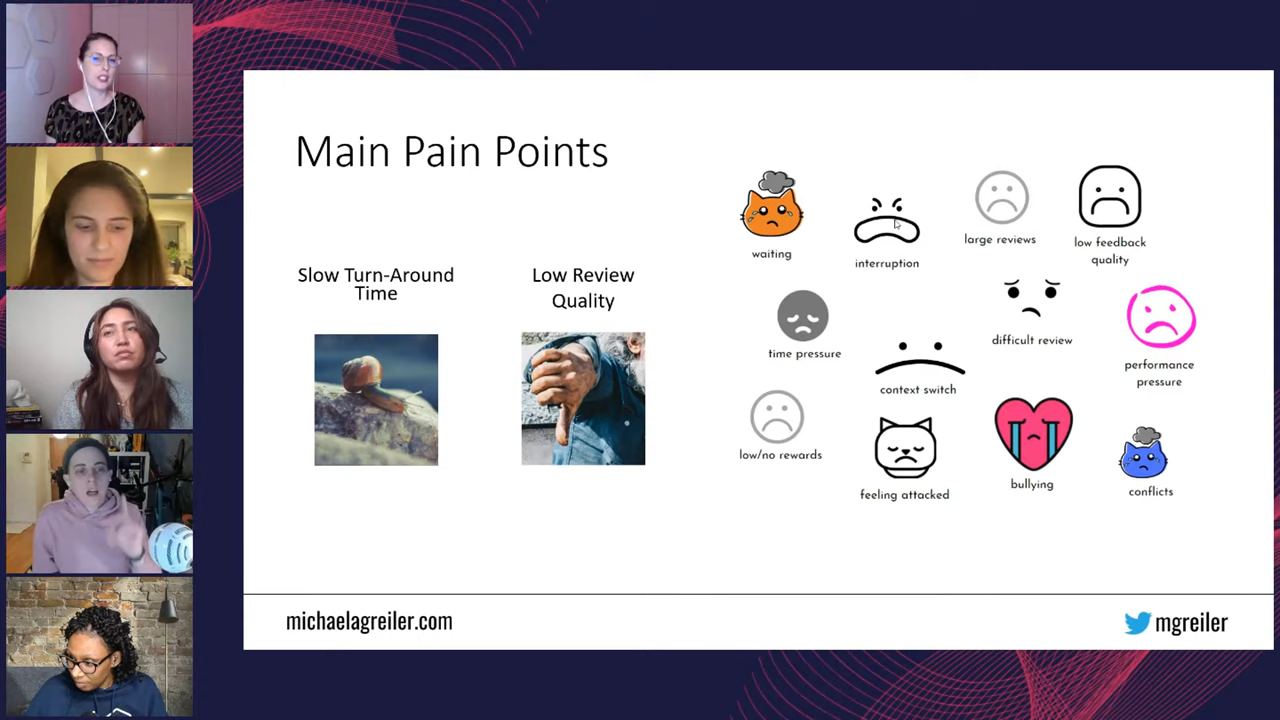 Main Pain Points
Slow Turn-Around
Time
Low Review
Quality
waiting
interruption
large reviews
low feedback
quality
time pressure
context switch
difficult review
performance
pressure
low/no rewards
feeling attacked
bullying
conflicts
michaelagreiler.com
mgreiler